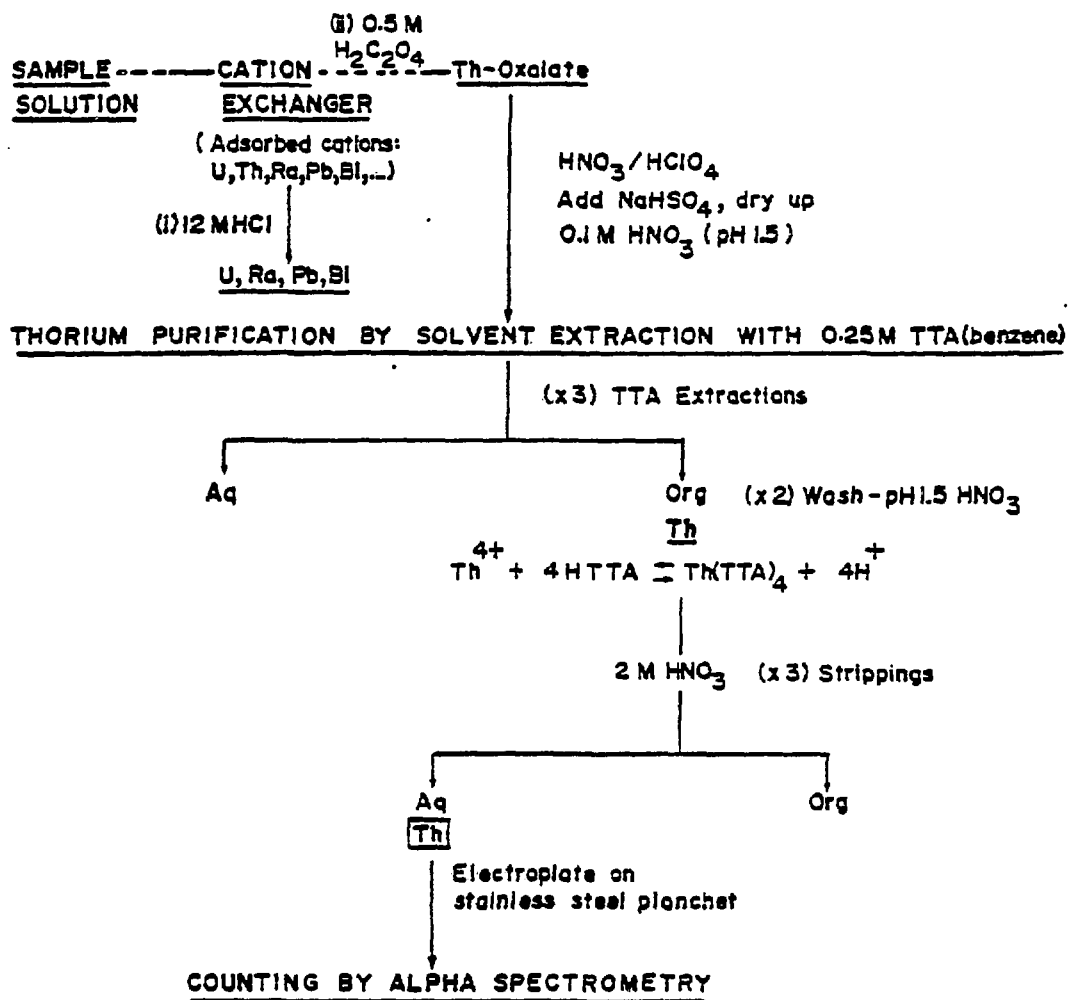 (ii) 0.5 M
H₂C₂O₄
SAMPLE CATION Th-Oxalate
SOLUTION EXCHANGER
(Adsorbed cations:
U,Th,Ra,Pb,Bi,...)
HNO₃/HClO₄
Add NaHSO₄, dry up
0.1M HNO₃ (pH 1.5)
(i) 12 MHCl
U, Ra, Pb, Bi
THORIUM PURIFICATION BY SOLVENT EXTRACTION WITH 0.25M TTA(benzene)
(x3) TTA Extractions
Aq
Org (x2) Wash-pH1.5 HNO₃
Th
Th⁴⁺ + 4HTTA ⇌ Th(TTA)₄ + 4H⁺
2 M HNO₃ (x3) Strippings
Aq Org
Th
Electroplate on
stainless steel planchet
COUNTING BY ALPHA SPECTROMETRY